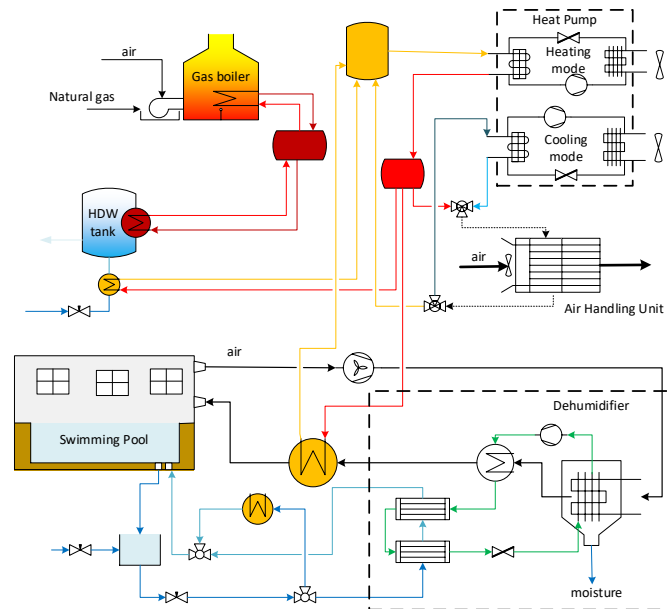 Heat Pump
Gas boiler
air
Heating
mode
Natural gas
Cooling
mode
HDW
tank
air
Air Handling Unit
air
Dehumidifier
Swimming Pool
moisture